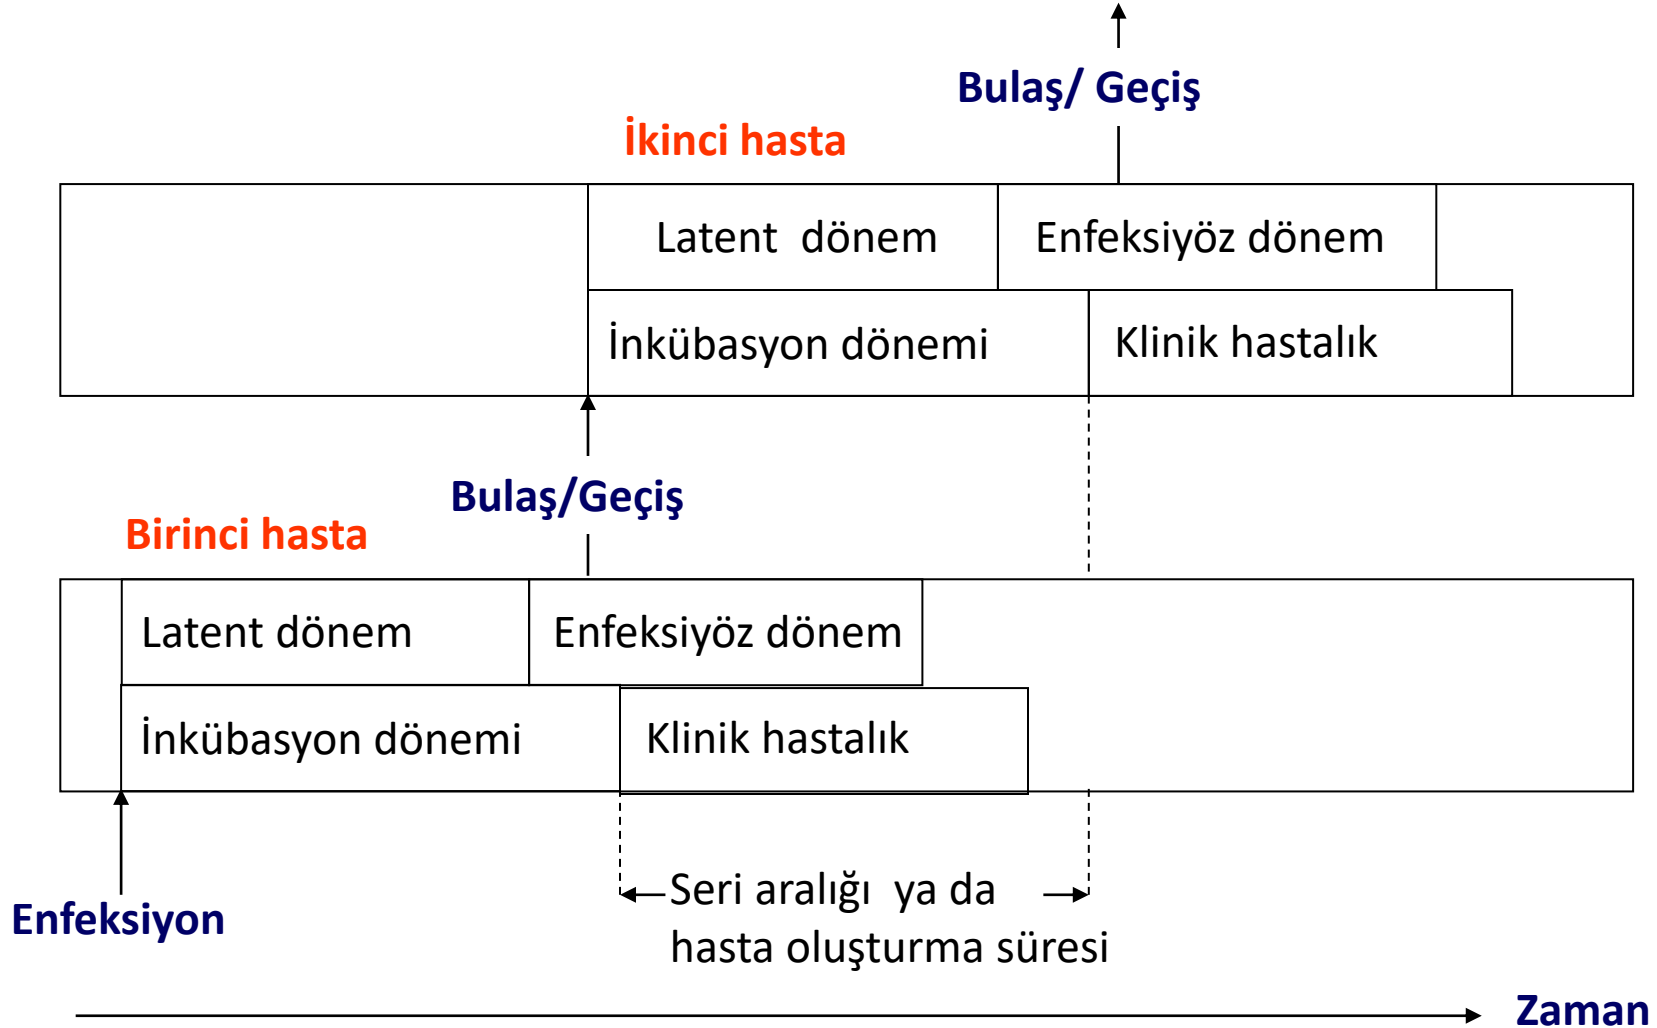 Bulaş/ Geçiş
İkinci hasta
Latent  dönem
Enfeksiyöz dönem
İnkübasyon dönemi
Klinik hastalık
Bulaş/Geçiş
Birinci hasta
Latent dönem
Enfeksiyöz dönem
İnkübasyon dönemi
Klinik hastalık
Seri aralığı  ya da
hasta oluşturma süresi
Enfeksiyon
Zaman